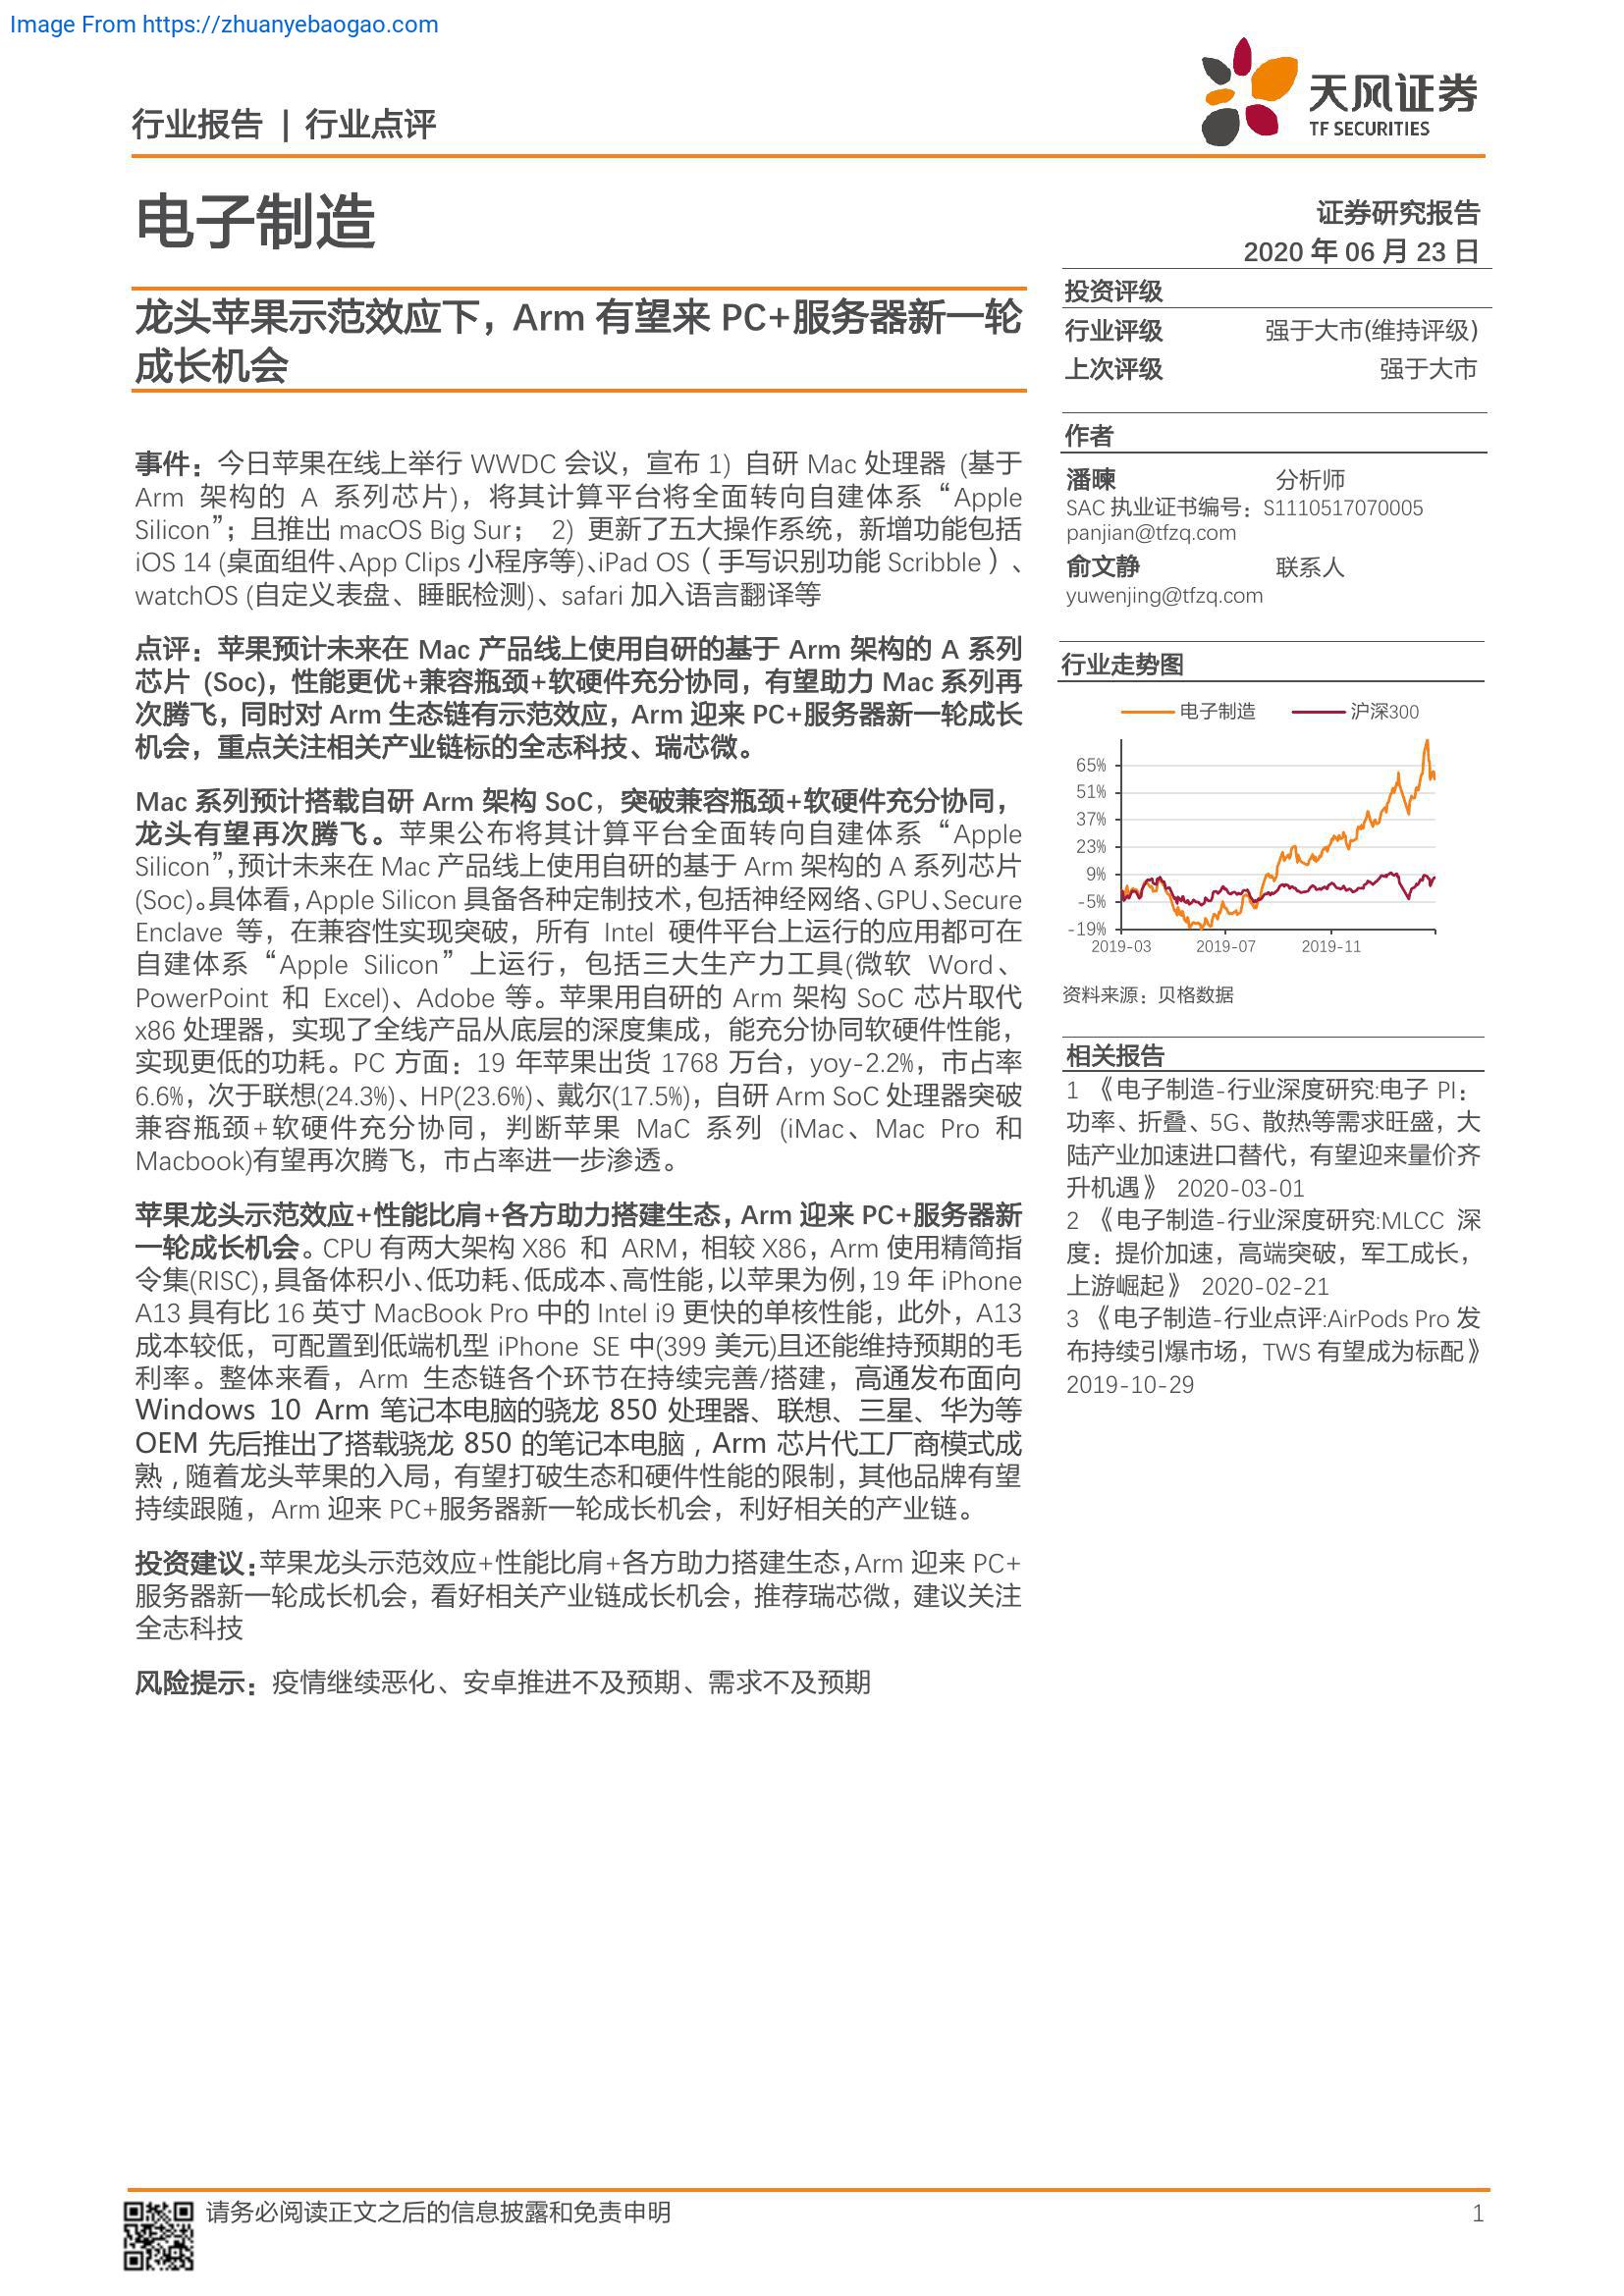 Image From https://zhuanyebaogao.com
行业报告 | 行业点评
天风证券
TF SECURITIES
电子制造
证券研究报告
2020 年 06 月 23 日
龙头苹果示范效应下，Arm 有望来 PC+服务器新一轮
成长机会
事件：今日苹果在线上举行 WWDC 会议，宣布 1) 自研 Mac 处理器 (基于
Arm 架构的 A 系列芯片)，将其计算平台将全面转向自建体系“Apple
Silicon”；且推出 macOS Big Sur； 2) 更新了五大操作系统，新增功能包括
iOS 14 (桌面组件、App Clips 小程序等)、iPad OS（手写识别功能 Scribble）、
watchOS (自定义表盘、睡眠检测)、safari 加入语言翻译等
点评：苹果预计未来在 Mac 产品线上使用自研的基于 Arm 架构的 A 系列
芯片 (Soc)，性能更优+兼容瓶颈+软硬件充分协同，有望助力 Mac 系列再
次腾飞，同时对 Arm 生态链有示范效应，Arm 迎来 PC+服务器新一轮成长
机会，重点关注相关产业链标的全志科技、瑞芯微。
Mac 系列预计搭载自研 Arm 架构 SoC，突破兼容瓶颈+软硬件充分协同，
龙头有望再次腾飞。苹果公布将其计算平台全面转向自建体系“Apple
Silicon”，预计未来在 Mac 产品线上使用自研的基于 Arm 架构的 A 系列芯片
(Soc)。具体看，Apple Silicon 具备各种定制技术，包括神经网络、GPU、Secure
Enclave 等，在兼容性实现突破，所有 Intel 硬件平台上运行的应用都可在
自建体系“Apple Silicon”上运行，包括三大生产力工具(微软 Word、
PowerPoint 和 Excel)、Adobe 等。苹果用自研的 Arm 架构 SoC 芯片取代
x86 处理器，实现了全线产品从底层的深度集成，能充分协同软硬件性能，
实现更低的功耗。PC 方面：19 年苹果出货 1768 万台，yoy-2.2%，市占率
6.6%，次于联想(24.3%)、HP(23.6%)、戴尔(17.5%)，自研 Arm SoC 处理器突破
兼容瓶颈+软硬件充分协同，判断苹果 MaC 系列 (iMac、Mac Pro 和
Macbook)有望再次腾飞，市占率进一步渗透。
苹果龙头示范效应+性能比肩+各方助力搭建生态，Arm 迎来 PC+服务器新
一轮成长机会。CPU 有两大架构 X86 和 ARM，相较 X86，Arm 使用精简指
令集(RISC)，具备体积小、低功耗、低成本、高性能，以苹果为例，19 年 iPhone
A13 具有比 16 英寸 MacBook Pro 中的 Intel i9 更快的单核性能，此外，A13
成本较低，可配置到低端机型 iPhone SE 中(399 美元)且还能维持预期的毛
利率。整体来看，Arm 生态链各个环节在持续完善/搭建，高通发布面向
Windows 10 Arm 笔记本电脑的骁龙 850 处理器、联想、三星、华为等
OEM 先后推出了搭载骁龙 850 的笔记本电脑，Arm 芯片代工厂商模式成
熟，随着龙头苹果的入局，有望打破生态和硬件性能的限制，其他品牌有望
持续跟随，Arm 迎来 PC+服务器新一轮成长机会，利好相关的产业链。
投资建议：苹果龙头示范效应+性能比肩+各方助力搭建生态，Arm 迎来 PC+
服务器新一轮成长机会，看好相关产业链成长机会，推荐瑞芯微，建议关注
全志科技
风险提示：疫情继续恶化、安卓推进不及预期、需求不及预期
投资评级
行业评级 强于大市(维持评级)
上次评级 强于大市
作者
潘暕 分析师
SAC 执业证书编号：S1110517070005
panjian@tfzq.com
俞文静 联系人
yuwenjing@tfzq.com
行业走势图
电子制造 沪深300
65%
51%
37%
23%
9%
-5%
-19%
2019-03 2019-07 2019-11
资料来源：贝格数据
相关报告
1 《电子制造-行业深度研究:电子 PI：
功率、折叠、5G、散热等需求旺盛，大
陆产业加速进口替代，有望迎来量价齐
升机遇》 2020-03-01
2 《电子制造-行业深度研究:MLCC 深
度：提价加速，高端突破，军工成长，
上游崛起》 2020-02-21
3 《电子制造-行业点评:AirPods Pro 发
布持续引爆市场，TWS 有望成为标配》
2019-10-29
请务必阅读正文之后的信息披露和免责申明
1